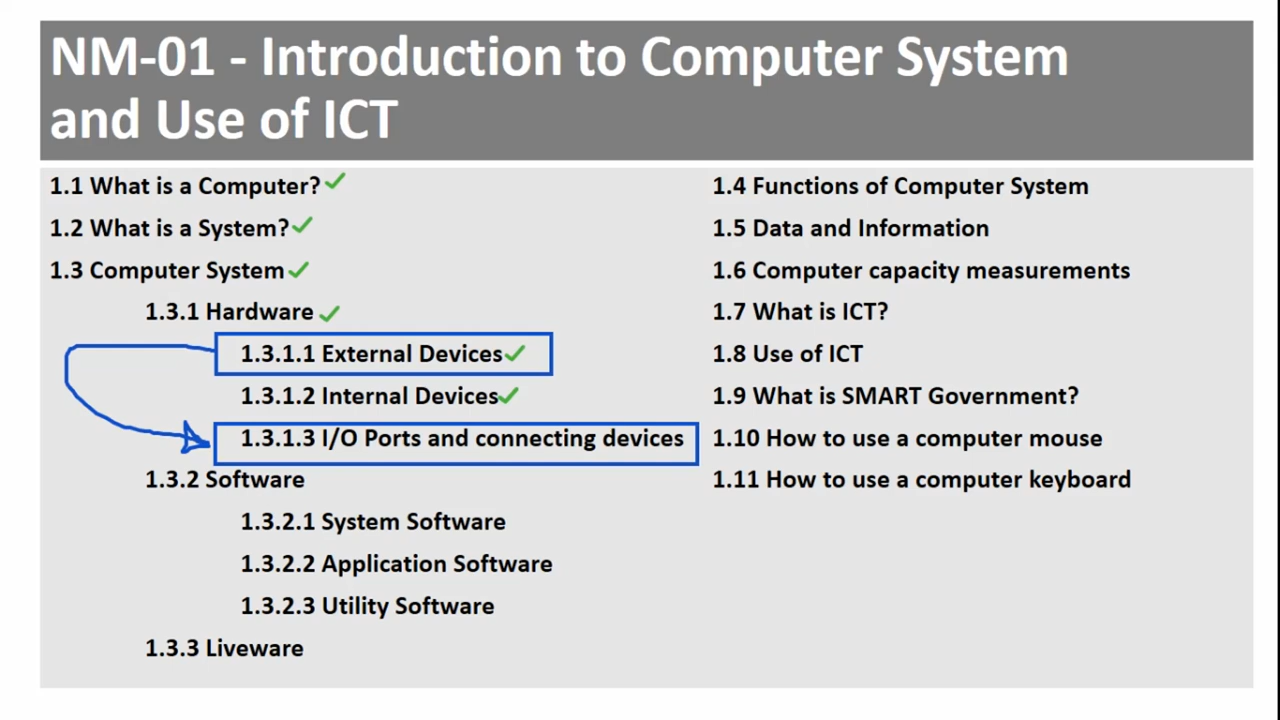 NM-01 - Introduction to Computer System
and Use of ICT
1.1 What is a Computer?
1.2 What is a System?
1.3 Computer System
1.3.1 Hardware
1.3.1.1 External Devices
1.3.1.2 Internal Devices
1.3.1.3 I/O Ports and connecting devices
1.3.2 Software
1.3.2.1 System Software
1.3.2.2 Application Software
1.3.2.3 Utility Software
1.3.3 Liveware
1.4 Functions of Computer System
1.5 Data and Information
1.6 Computer capacity measurements
1.7 What is ICT?
1.8 Use of ICT
1.9 What is SMART Government?
1.10 How to use a computer mouse
1.11 How to use a computer keyboard